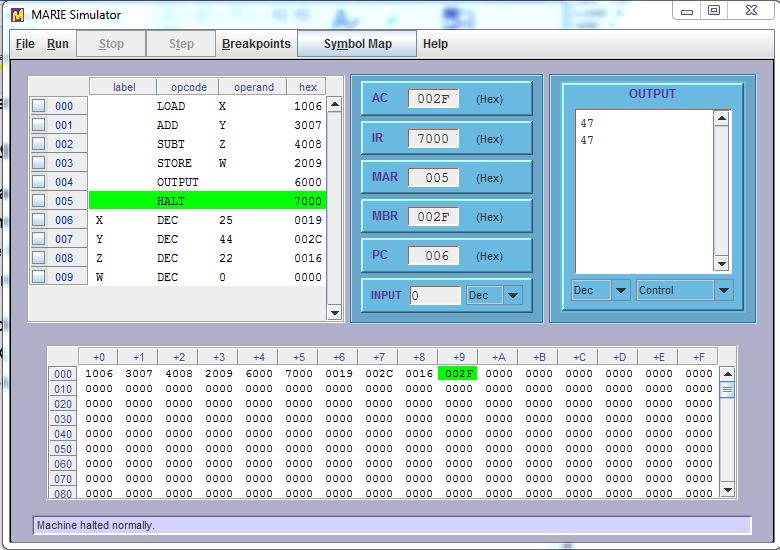 MARIE Simulator
File Run Stop Step Breakpoints Symbol Map Help
label opcode operand hex
000 LOAD X 1006
001 ADD Y 3007
002 SUBT Z 4008
003 STORE W 2009
004 OUTPUT 6000
005 HALT 7000
006 X DEC 25 0019
007 Y DEC 44 002C
008 Z DEC 22 0016
009 W DEC 0 0000
AC 002F (Hex)
IR 7000 (Hex)
MAR 005 (Hex)
MBR 002F (Hex)
PC 006 (Hex)
INPUT 0 Dec
OUTPUT
47
47
Dec Control
+0 +1 +2 +3 +4 +5 +6 +7 +8 +9 +A +B +C +D +E +F
000 1006 3007 4008 2009 6000 7000 0019 002C 0016 002F 0000 0000 0000 0000 0000 0000
010 0000 0000 0000 0000 0000 0000 0000 0000 0000 0000 0000 0000 0000 0000 0000 0000
020 0000 0000 0000 0000 0000 0000 0000 0000 0000 0000 0000 0000 0000 0000 0000 0000
030 0000 0000 0000 0000 0000 0000 0000 0000 0000 0000 0000 0000 0000 0000 0000 0000
040 0000 0000 0000 0000 0000 0000 0000 0000 0000 0000 0000 0000 0000 0000 0000 0000
050 0000 0000 0000 0000 0000 0000 0000 0000 0000 0000 0000 0000 0000 0000 0000 0000
060 0000 0000 0000 0000 0000 0000 0000 0000 0000 0000 0000 0000 0000 0000 0000 0000
070 0000 0000 0000 0000 0000 0000 0000 0000 0000 0000 0000 0000 0000 0000 0000 0000
080 0000 0000 0000 0000 0000 0000 0000 0000 0000 0000 0000 0000 0000 0000 0000 0000
Machine halted normally.